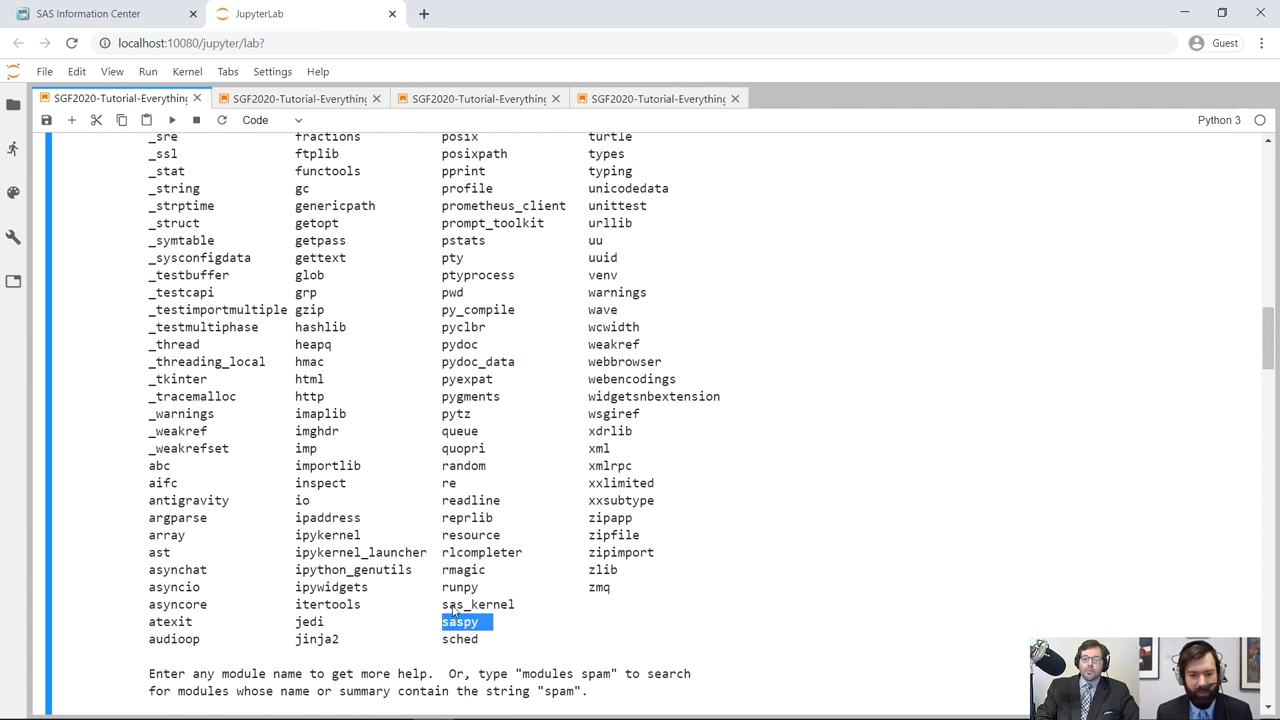 SAS Information Center
JupyterLab
localhost:10080/jupyter/lab?
Guest
File Edit View Run Kernel Tabs Settings Help
SGF2020-Tutorial-Everything SGF2020-Tutorial-Everything SGF2020-Tutorial-Everything SGF2020-Tutorial-Everything
Code Python 3
_sre fractions posix turtle
_ssl ftplib posixpath types
_stat functools pprint typing
_string gc profile unicodedata
_strptime genericpath prometheus_client unittest
_struct getopt prompt_toolkit urllib
_symtable getpass pstats uu
_sysconfigdata gettext pty uuid
_testbuffer glob ptyprocess venv
_testcapi grp pwd warnings
_testimportmultiple gzip py_compile wave
_testmultiphase hashlib pyclbr wcwidth
_thread heapq pydoc weakref
_threading_local hmac pydoc_data webbrowser
_tkinter html pyexpat webencodings
_tracemalloc http pygments widgetsnbextension
_warnings imaplib pytz wsgiref
_weakref imghdr queue xdrlib
_weakrefset imp quopri xml
abc importlib random xmlrpc
aifc inspect re xxlimited
antigravity io readline xxsubtype
argparse ipaddress reprlib zipapp
array ipykernel resource zipfile
ast ipykernel_launcher rlcompleter zipimport
asynchat ipython_genutils rmagic zlib
asyncio ipywidgets runpy zmq
asyncore itertools sas_kernel
atexit jedi saspy
audioop jinja2 sched
Enter any module name to get more help. Or, type "modules spam" to search
for modules whose name or summary contain the string "spam".